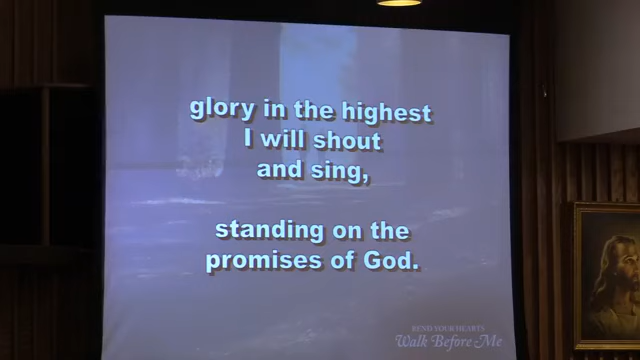 glory in the highest
I will shout
and sing,
standing on the
promises of God.
REND YOUR HEARTS
Walk Before Me